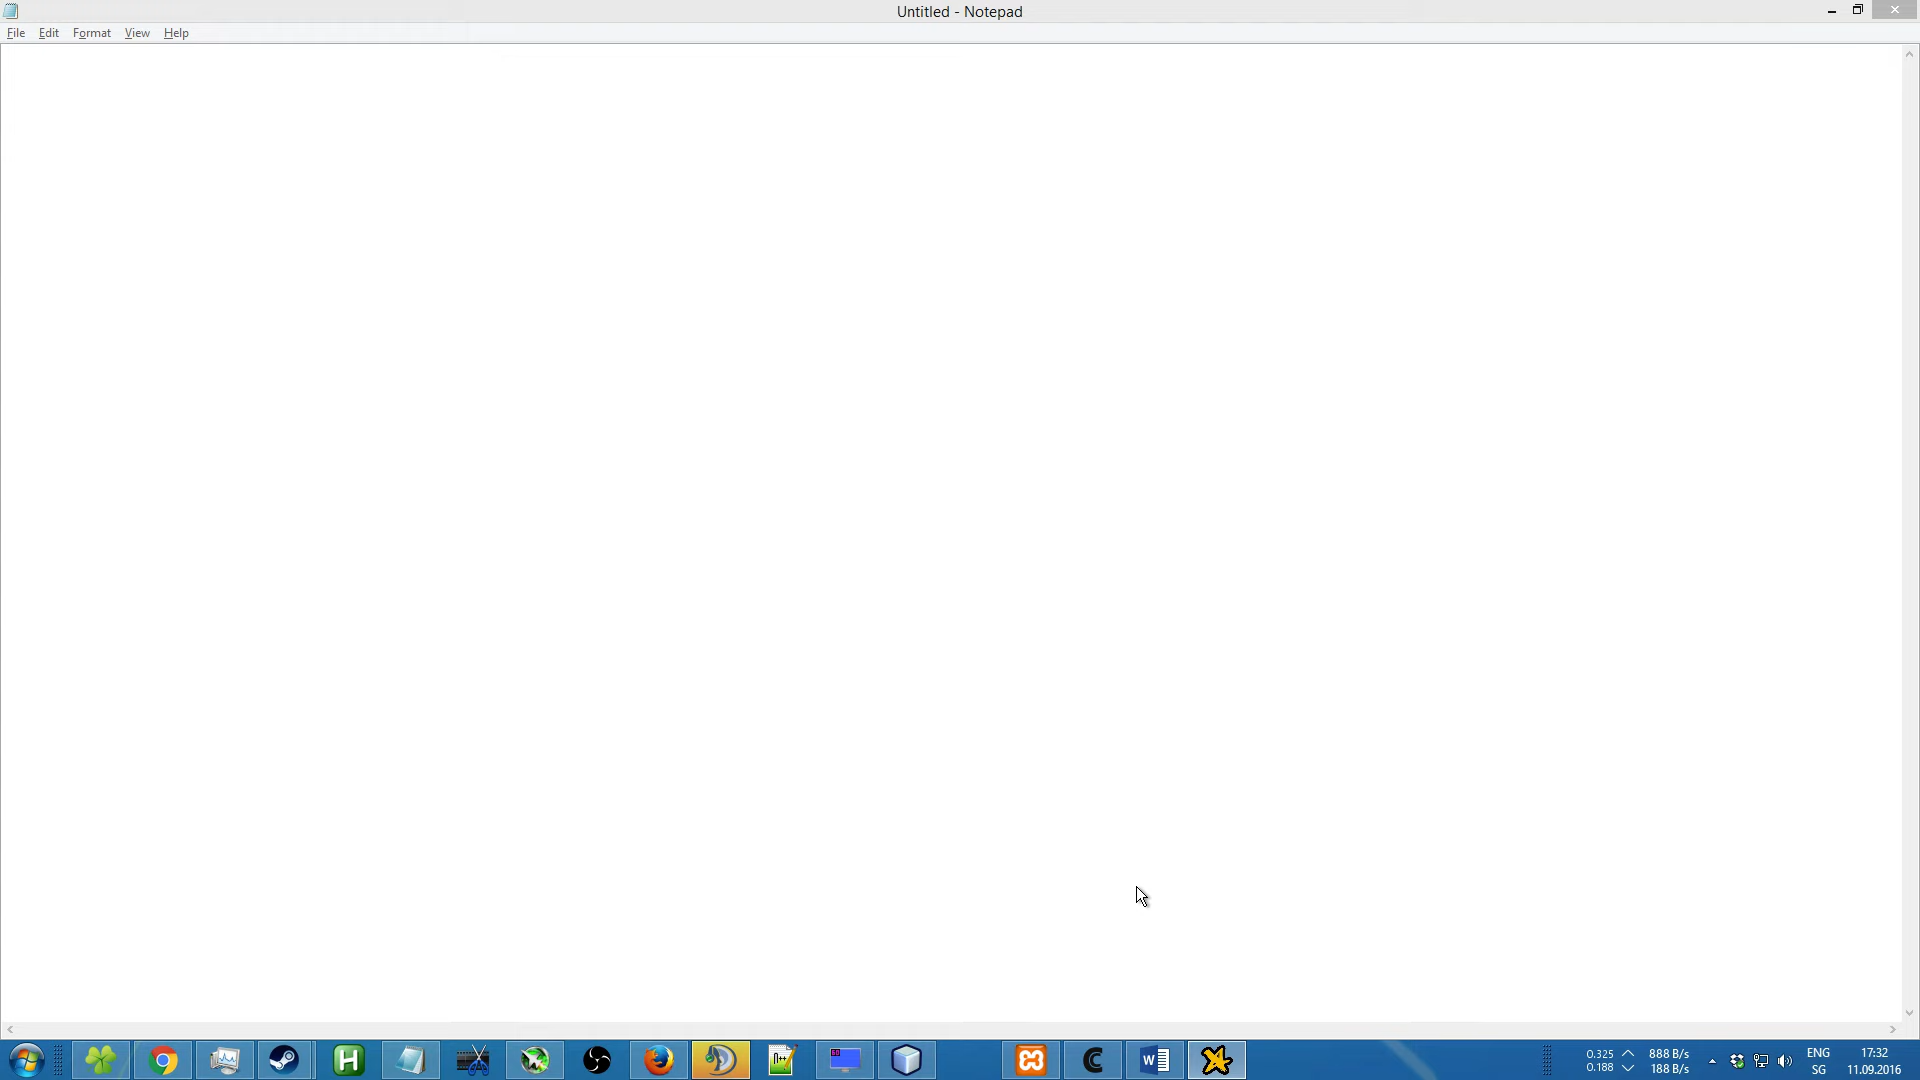 Untitled - Notepad
File Edit Format View Help
H n++ C W
0.325 888 B/s ENG 17:32
0.188 188 B/s SG 11.09.2016